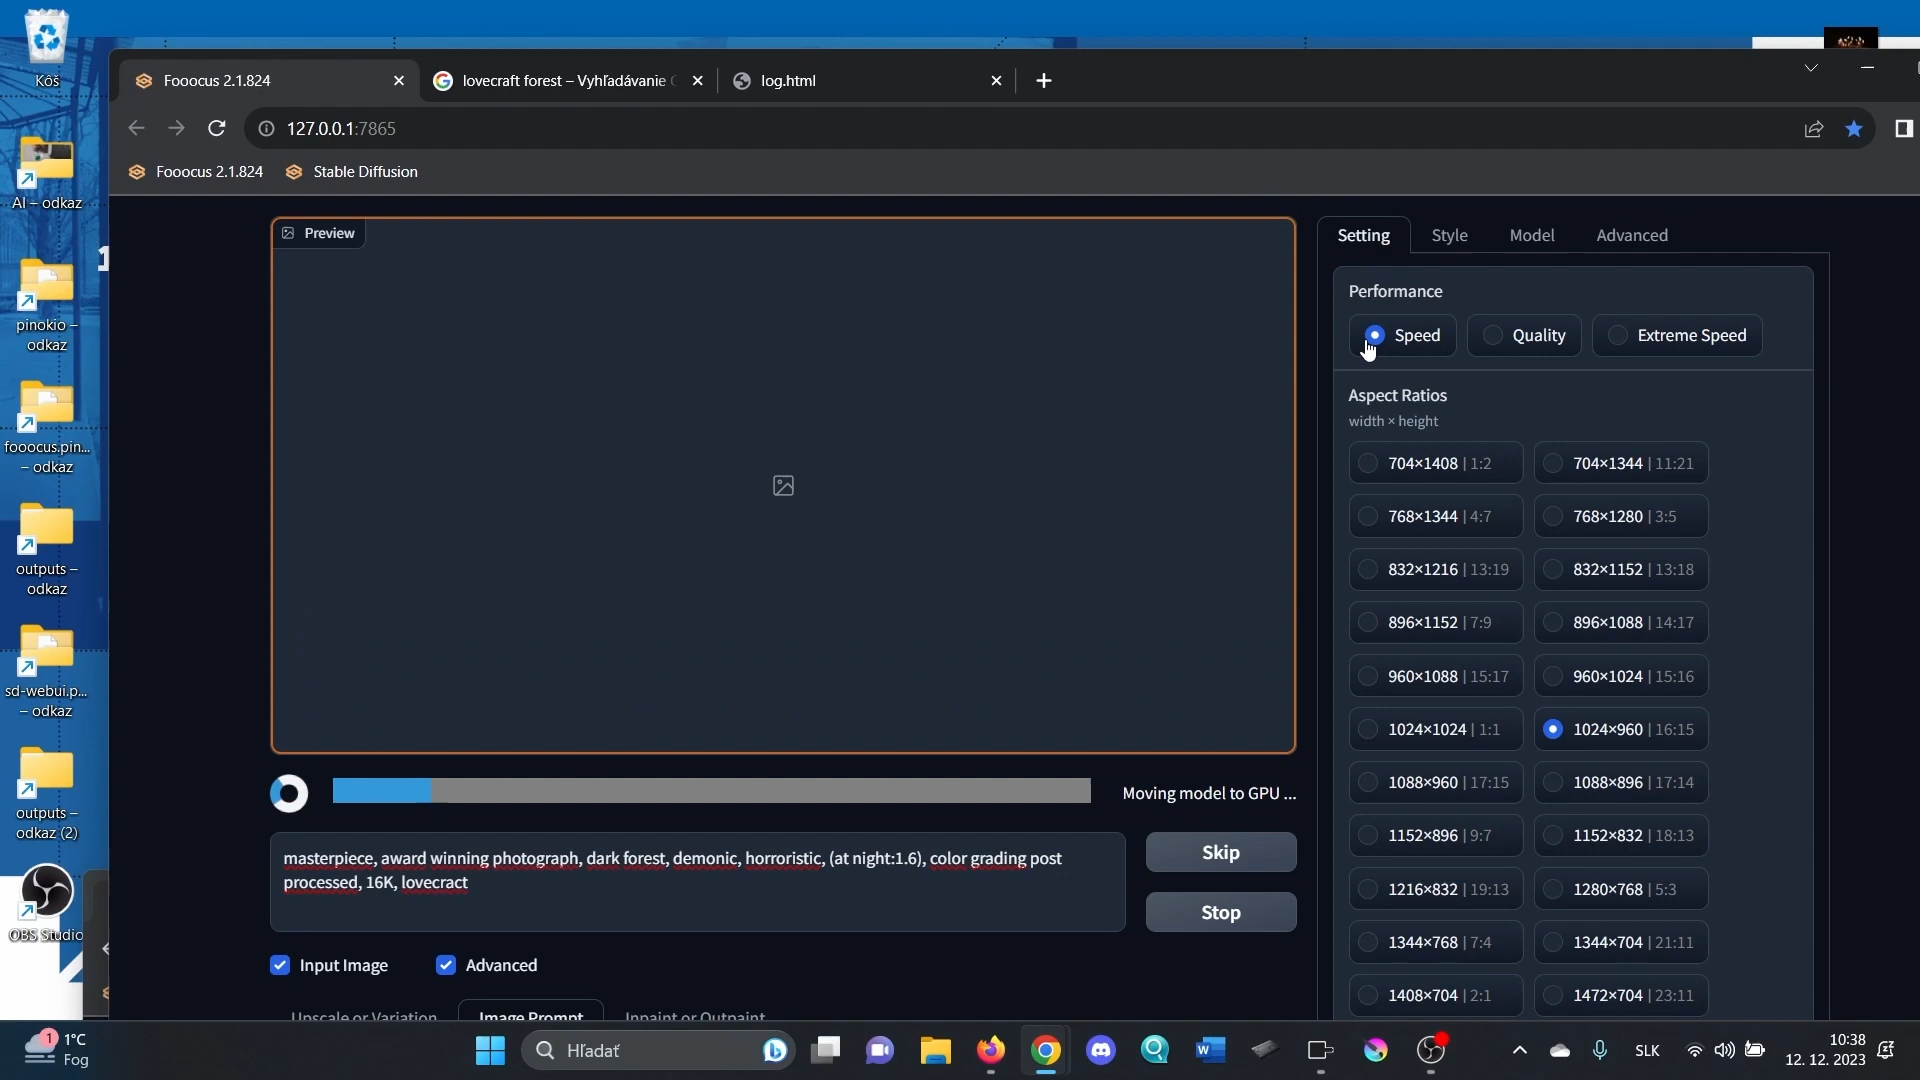 Kôš
AI – odkaz
pinokio –
odkaz
fooocus.pin...
– odkaz
outputs –
odkaz
sd-webui.p...
– odkaz
outputs –
odkaz (2)
OBS Studio
Fooocus 2.1.824
lovecraft forest – Vyhľadávanie
log.html
127.0.0.1:7865
Fooocus 2.1.824
Stable Diffusion
Preview
Moving model to GPU ...
masterpiece, award winning photograph, dark forest, demonic, horroristic, (at night:1.6), color grading post
processed, 16K, lovecract
Skip
Stop
Input Image
Advanced
Upscale or Variation
Image Prompt
Inpaint or Outpaint
Setting
Style
Model
Advanced
Performance
Speed
Quality
Extreme Speed
Aspect Ratios
width × height
704×1408 | 1:2
704×1344 | 11:21
768×1344 | 4:7
768×1280 | 3:5
832×1216 | 13:19
832×1152 | 13:18
896×1152 | 7:9
896×1088 | 14:17
960×1088 | 15:17
960×1024 | 15:16
1024×1024 | 1:1
1024×960 | 16:15
1088×960 | 17:15
1088×896 | 17:14
1152×896 | 9:7
1152×832 | 18:13
1216×832 | 19:13
1280×768 | 5:3
1344×768 | 7:4
1344×704 | 21:11
1408×704 | 2:1
1472×704 | 23:11
1
1°C
Fog
Hľadať
SLK
10:38
12. 12. 2023